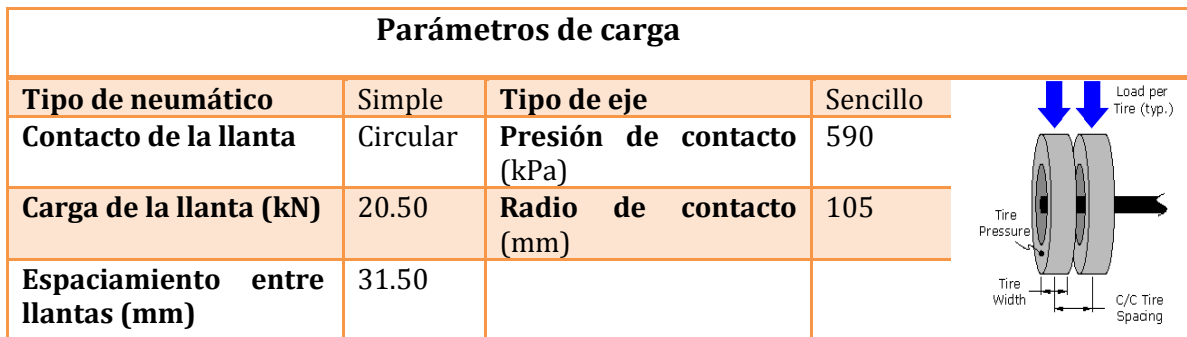 Parámetros de carga
Tipo de neumático Simple Tipo de eje Sencillo
Contacto de la llanta Circular Presión de contacto (kPa) 590
Carga de la llanta (kN) 20.50 Radio de contacto (mm) 105
Espaciamiento entre llantas (mm) 31.50
Load per
Tire (typ.)
Tire
Pressure
Tire
Width
C/C Tire
Spacing